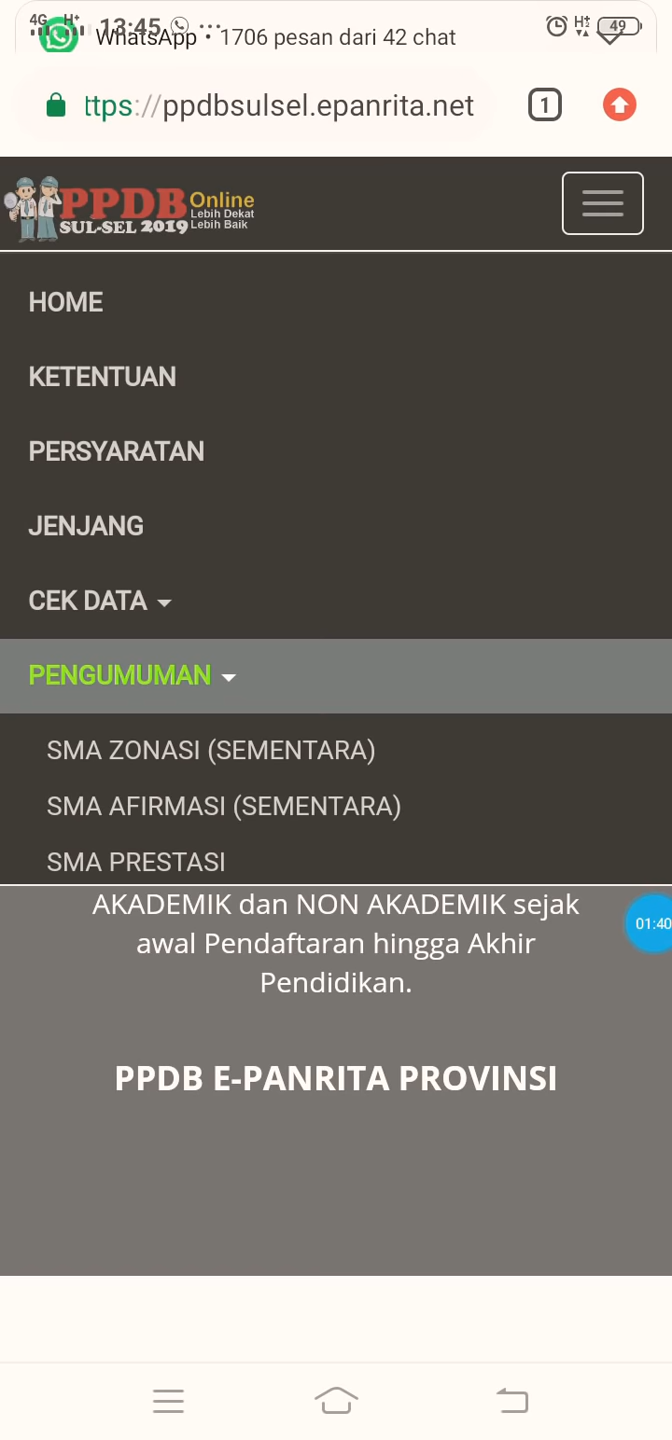 4G H+ 13:45 ... H+ 49
WhatsApp • 1706 pesan dari 42 chat
ttps://ppdbsulsel.epanrita.net 1
PPDB Online
Lebih Dekat
SUL-SEL 2019 Lebih Baik
HOME
KETENTUAN
PERSYARATAN
JENJANG
CEK DATA
PENGUMUMAN
SMA ZONASI (SEMENTARA)
SMA AFIRMASI (SEMENTARA)
SMA PRESTASI
AKADEMIK dan NON AKADEMIK sejak
awal Pendaftaran hingga Akhir
Pendidikan.
01:40
PPDB E-PANRITA PROVINSI